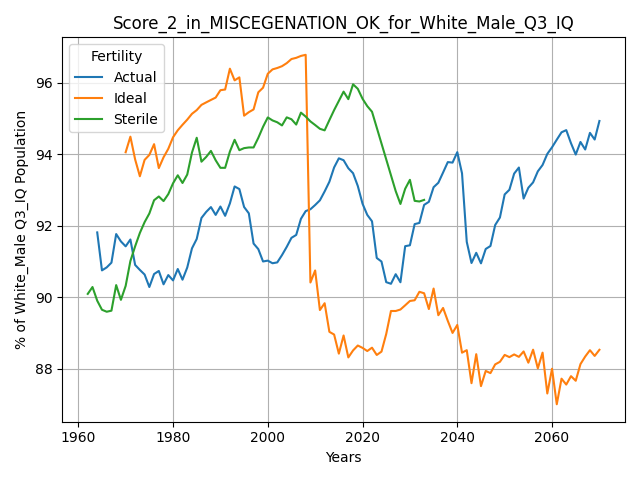 Score_2_in_MISCEGENATION_OK_for_White_Male_Q3_IQ
Fertility
Actual
Ideal
Sterile
% of White_Male Q3_IQ Population
96
94
92
90
88
1960
1980
2000
2020
2040
2060
Years